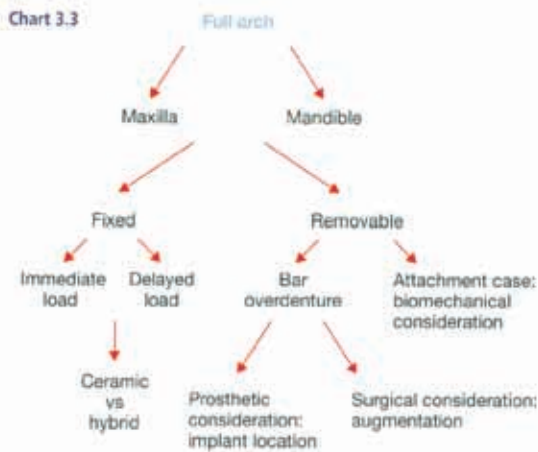 Chart 3.3
Full arch
Maxilla
Mandible
Fixed
Removable
Immediate
load
Delayed
load
Bar
overdenture
Attachment case:
biomechanical
consideration
Ceramic
vs
hybrid
Prosthetic
consideration:
implant location
Surgical consideration:
augmentation